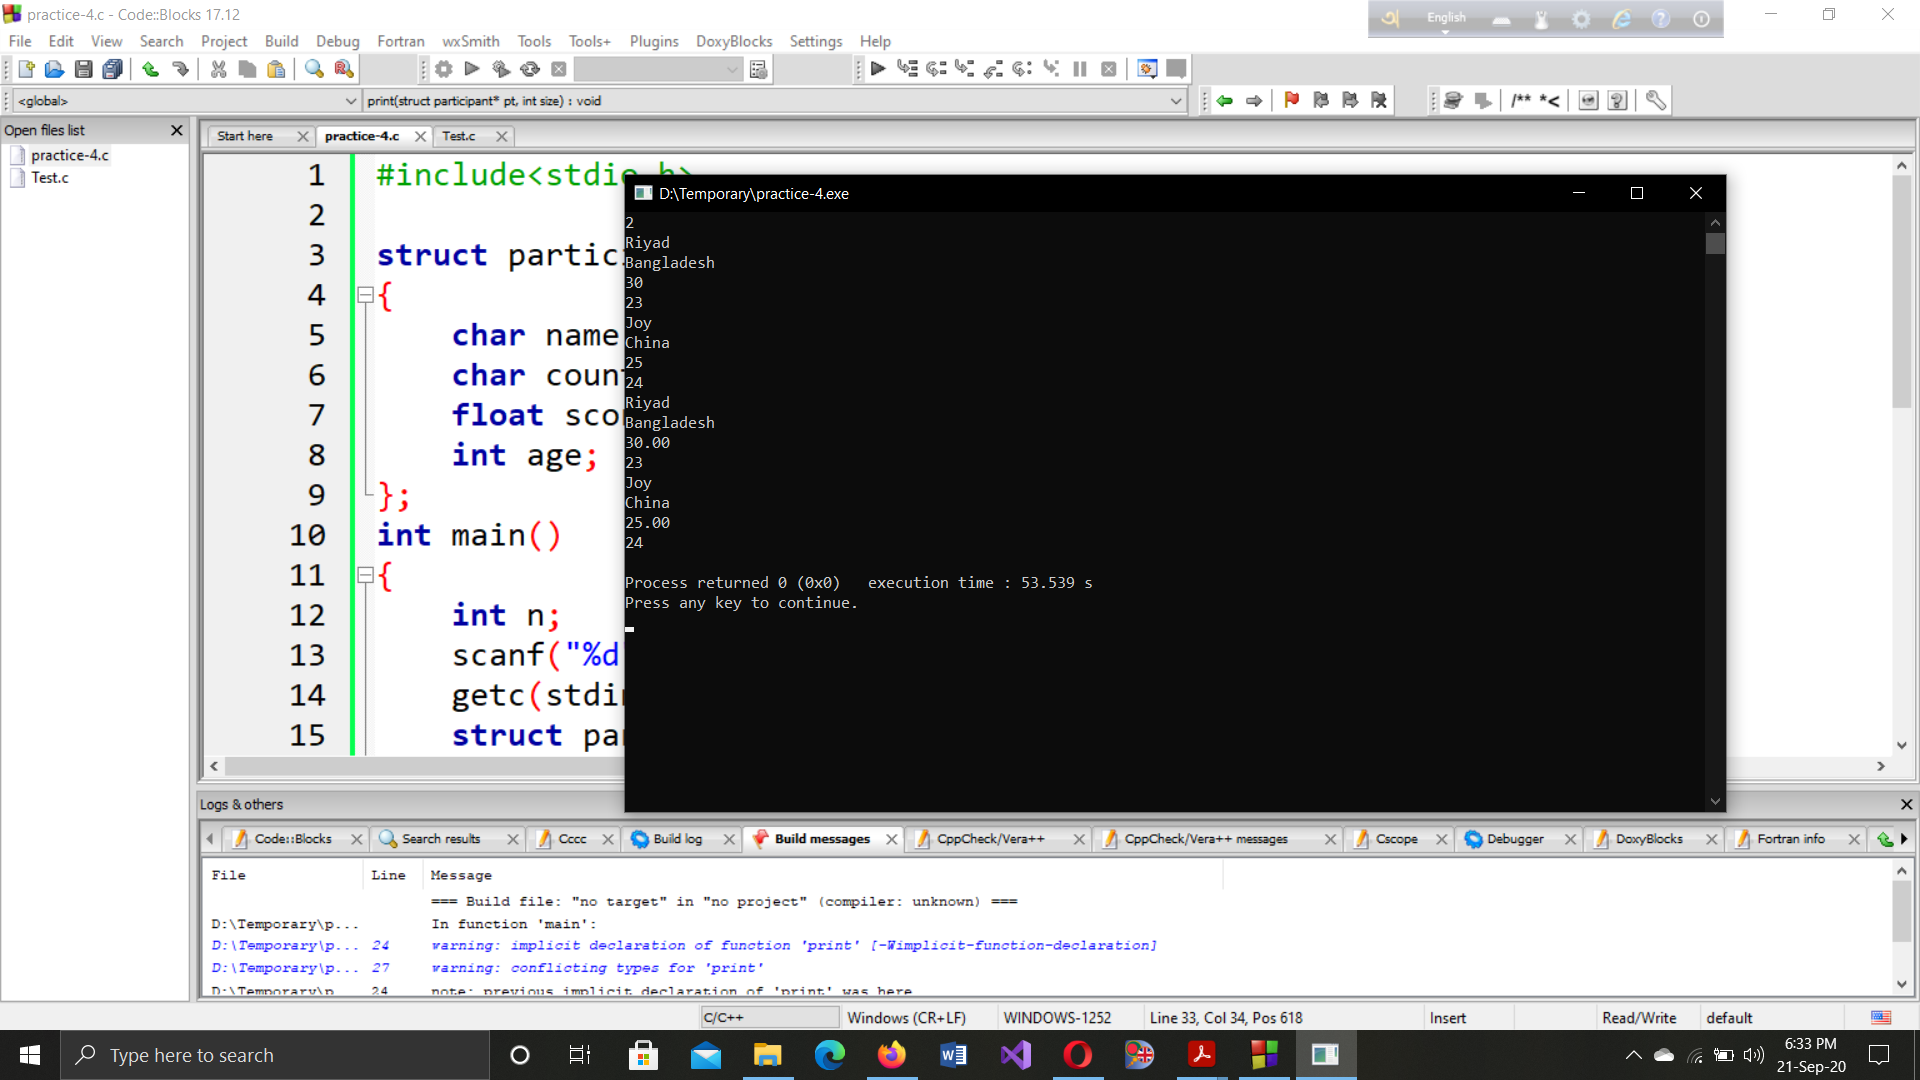 practice-4.c - Code::Blocks 17.12
English
File Edit View Search Project Build Debug Fortran wxSmith Tools Tools+ Plugins DoxyBlocks Settings Help
<global>
print(struct participant* pt, int size) : void
/** *<
Open files list
practice-4.c
Test.c
Start here practice-4.c Test.c
1 #include<stdio.h>
2
3 struct partic
4 {
5 char name
6 char coun
7 float sco
8 int age;
9 };
10 int main()
11 {
12 int n;
13 scanf("%d
14 getc(stdi
15 struct pa
D:\Temporary\practice-4.exe
2
Riyad
Bangladesh
30
23
Joy
China
25
24
Riyad
Bangladesh
30.00
23
Joy
China
25.00
24
Process returned 0 (0x0)   execution time : 53.539 s
Press any key to continue.
Logs & others
Code::Blocks Search results Cccc Build log Build messages CppCheck/Vera++ CppCheck/Vera++ messages Cscope Debugger DoxyBlocks Fortran info
File Line Message
=== Build file: "no target" in "no project" (compiler: unknown) ===
D:\Temporary\p... In function 'main':
D:\Temporary\p... 24 warning: implicit declaration of function 'print' [-Wimplicit-function-declaration]
D:\Temporary\p... 27 warning: conflicting types for 'print'
D:\Temporary\p... 24 note: previous implicit declaration of 'print' was here
C/C++ Windows (CR+LF) WINDOWS-1252 Line 33, Col 34, Pos 618 Insert Read/Write default
Type here to search
6:33 PM
21-Sep-20